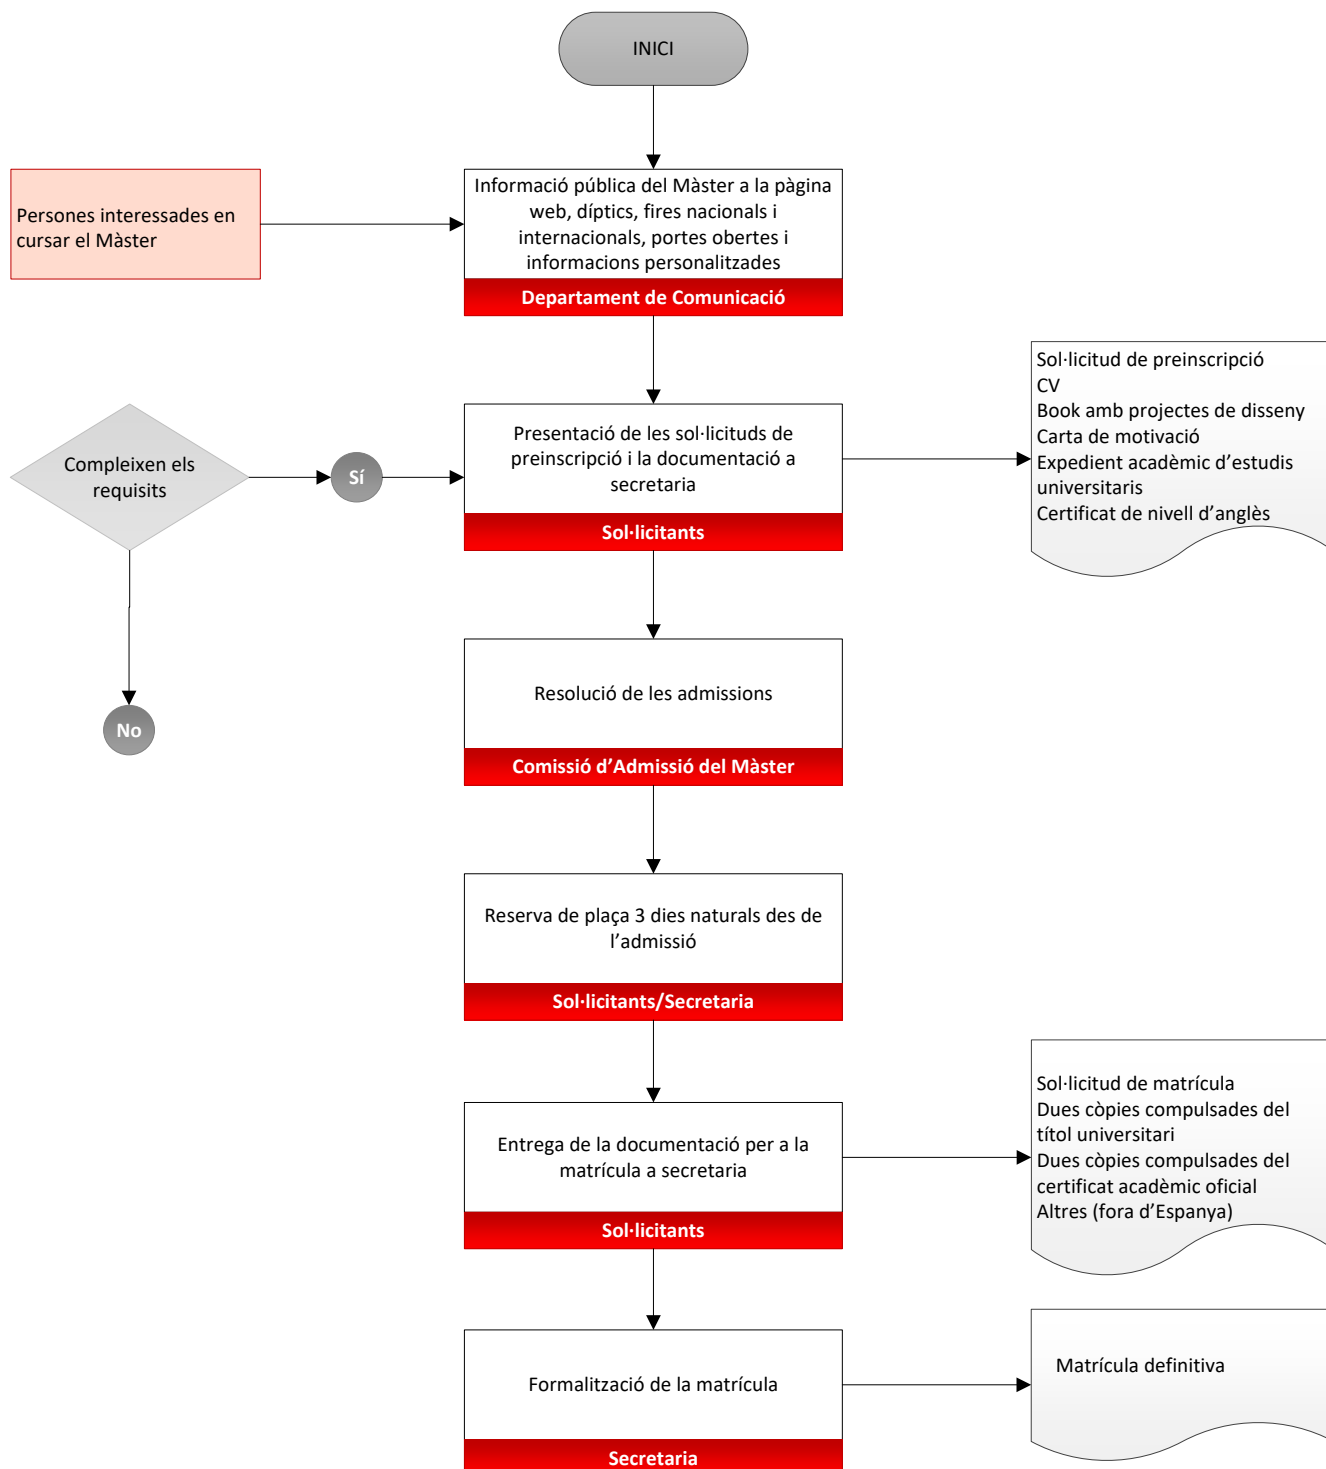 INICI
Persones interessades en
cursar el Màster
Informació pública del Màster a la pàgina
web, díptics, fires nacionals i
internacionals, portes obertes i
informacions personalitzades
Departament de Comunicació
Compleixen els
requisits
Sí
No
Presentació de les sol·licituds de
preinscripció i la documentació a
secretaria
Sol·licitants
Sol·licitud de preinscripció
CV
Book amb projectes de disseny
Carta de motivació
Expedient acadèmic d’estudis
universitaris
Certificat de nivell d’anglès
Resolució de les admissions
Comissió d’Admissió del Màster
Reserva de plaça 3 dies naturals des de
l’admissió
Sol·licitants/Secretaria
Entrega de la documentació per a la
matrícula a secretaria
Sol·licitants
Sol·licitud de matrícula
Dues còpies compulsades del
títol universitari
Dues còpies compulsades del
certificat acadèmic oficial
Altres (fora d’Espanya)
Formalització de la matrícula
Secretaria
Matrícula definitiva